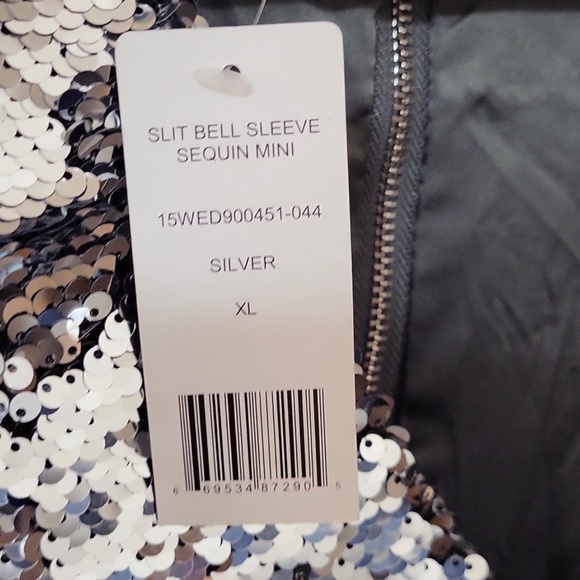 SLIT BELL SLEEVE
SEQUIN MINI
15WED900451-044
SILVER
XL
6 69534 87290 5